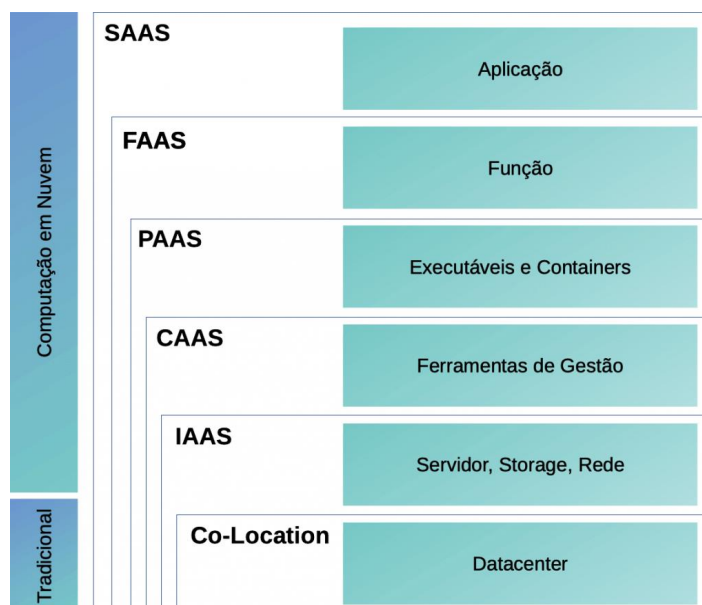 SAAS
Aplicação
FAAS
Função
PAAS
Executáveis e Containers
CAAS
Ferramentas de Gestão
IAAS
Servidor, Storage, Rede
Co-Location
Datacenter
Computação em Nuvem
Tradicional